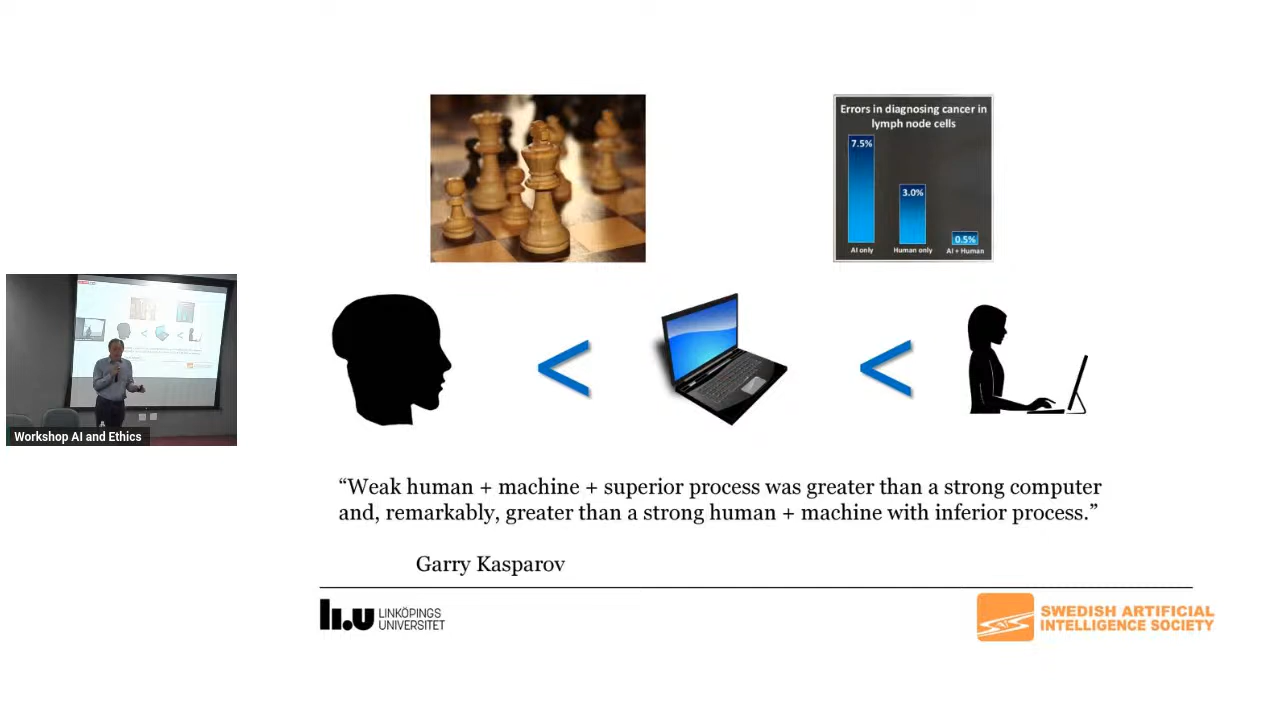 Errors in diagnosing cancer in
lymph node cells
7.5%
3.0%
0.5%
AI only
Human only
AI + Human
<
<
Workshop AI and Ethics
“Weak human + machine + superior process was greater than a strong computer
and, remarkably, greater than a strong human + machine with inferior process.”
Garry Kasparov
li.u LINKÖPINGS
UNIVERSITET
SWEDISH ARTIFICIAL
INTELLIGENCE SOCIETY